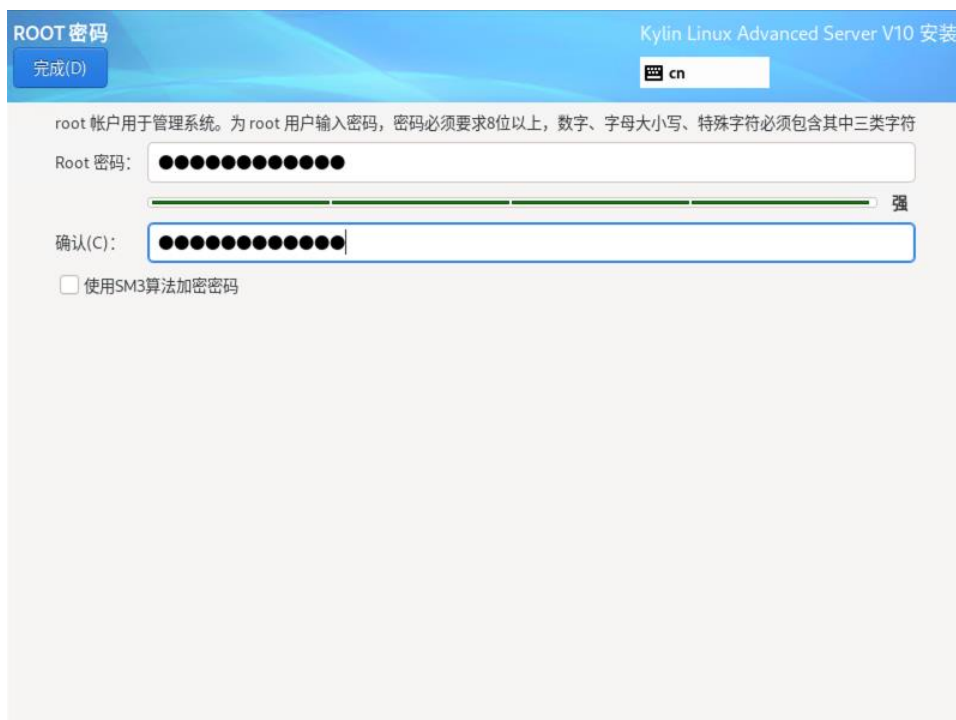 ROOT 密码
Kylin Linux Advanced Server V10 安装
完成(D)
cn
root 帐户用于管理系统。为 root 用户输入密码，密码必须要求8位以上，数字、字母大小写、特殊字符必须包含其中三类字符
Root 密码：
●●●●●●●●●●●●
强
确认(C)：
●●●●●●●●●●●●
使用SM3算法加密密码